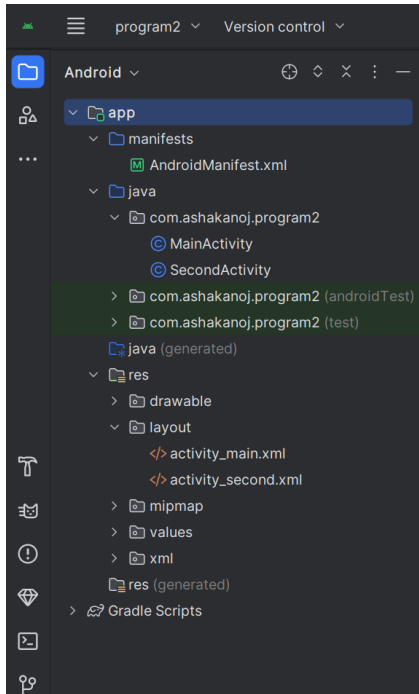 program2 Version control
Android
app
manifests
AndroidManifest.xml
java
com.ashakanoj.program2
MainActivity
SecondActivity
com.ashakanoj.program2 (androidTest)
com.ashakanoj.program2 (test)
java (generated)
res
drawable
layout
activity_main.xml
activity_second.xml
mipmap
values
xml
res (generated)
Gradle Scripts